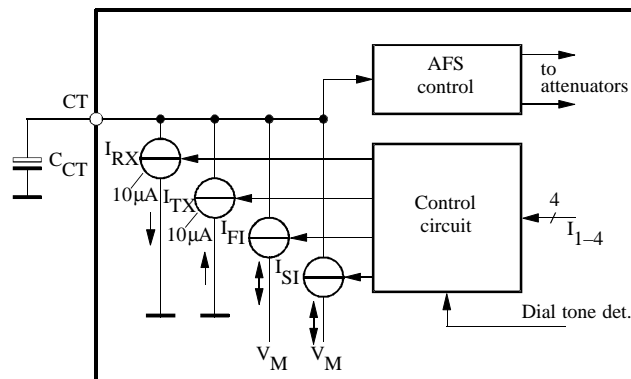 AFS
control
to
attenuators
CT
C_CT
I_RX
10µA
I_TX
10µA
I_FI
I_SI
Control
circuit
4
I_1–4
Dial tone det.
V_M
V_M